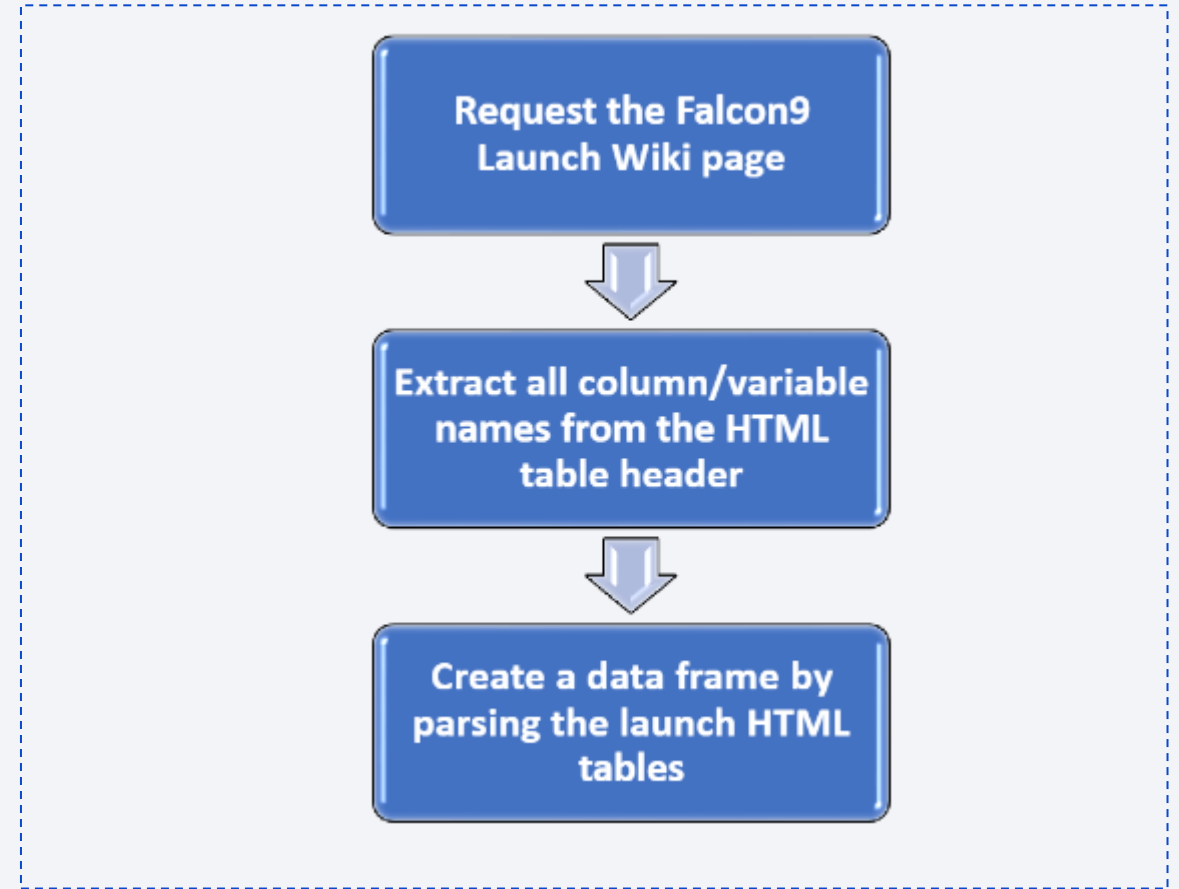 Request the Falcon9
Launch Wiki page
Extract all column/variable
names from the HTML
table header
Create a data frame by
parsing the launch HTML
tables